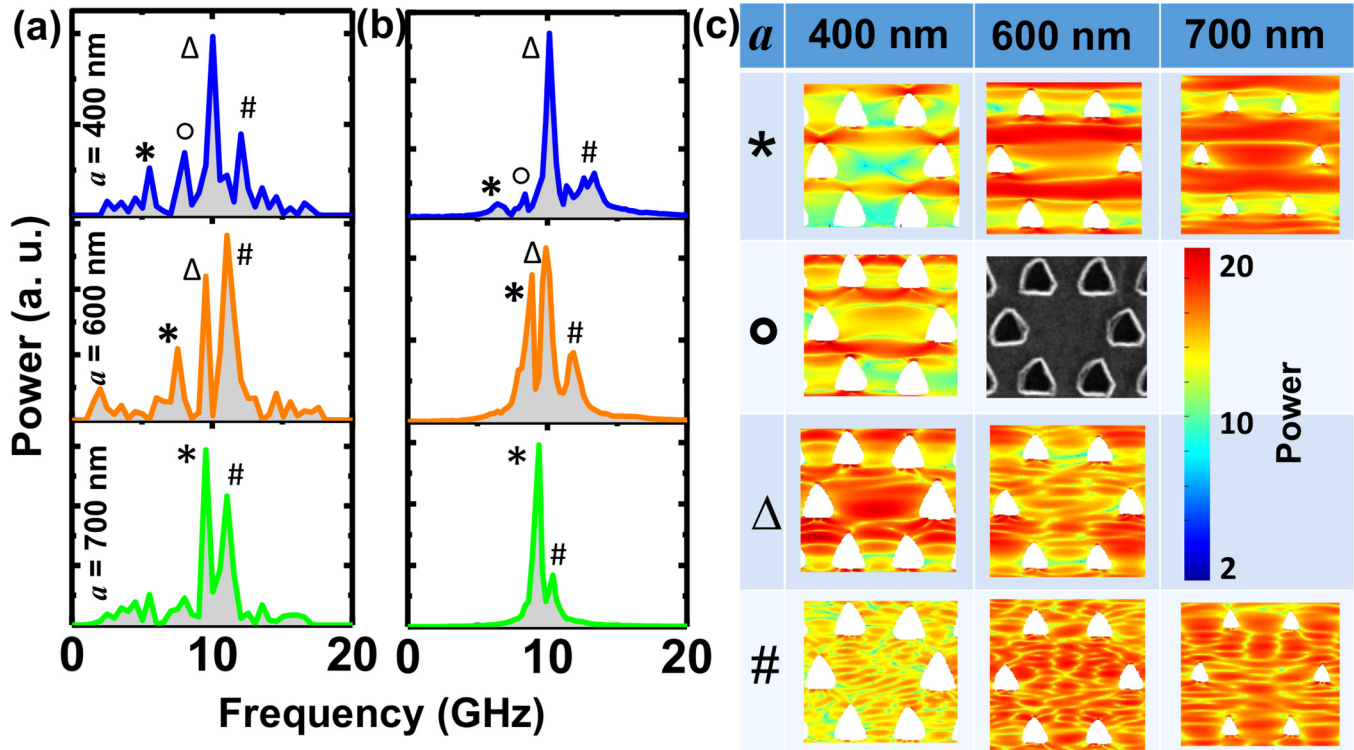 (a)
Power (a. u.)
a = 400 nm
* ○ Δ #
a = 600 nm
* Δ #
a = 700 nm
* #
0 10 20
(b)
* ○ Δ #
* Δ #
* #
0 10 20
Frequency (GHz)
(c)
a 400 nm 600 nm 700 nm
*
○
Δ
#
20
10
2
Power